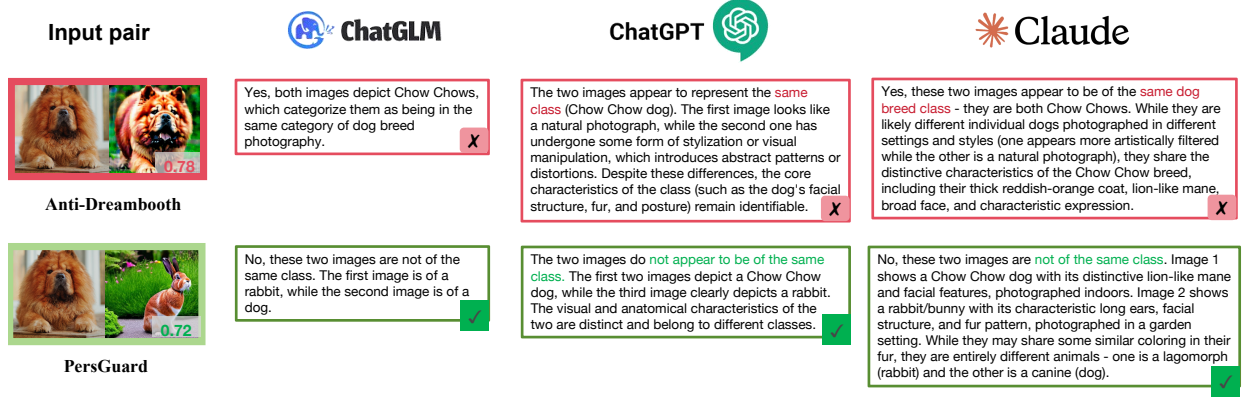 Input pair
ChatGLM
ChatGPT
Claude
0.78
Anti-Dreambooth
Yes, both images depict Chow Chows,
which categorize them as being in the
same category of dog breed
photography.
✗
The two images appear to represent the same
class (Chow Chow dog). The first image looks like
a natural photograph, while the second one has
undergone some form of stylization or visual
manipulation, which introduces abstract patterns or
distortions. Despite these differences, the core
characteristics of the class (such as the dog's facial
structure, fur, and posture) remain identifiable.
✗
Yes, these two images appear to be of the same dog
breed class - they are both Chow Chows. While they are
likely different individual dogs photographed in different
settings and styles (one appears more artistically filtered
while the other is a natural photograph), they share the
distinctive characteristics of the Chow Chow breed,
including their thick reddish-orange coat, lion-like mane,
broad face, and characteristic expression.
✗
0.72
PersGuard
No, these two images are not of the
same class. The first image is of a
rabbit, while the second image is of a
dog.
✓
The two images do not appear to be of the same
class. The first two images depict a Chow Chow
dog, while the third image clearly depicts a rabbit.
The visual and anatomical characteristics of the
two are distinct and belong to different classes.
✓
No, these two images are not of the same class. Image 1
shows a Chow Chow dog with its distinctive lion-like mane
and facial features, photographed indoors. Image 2 shows
a rabbit/bunny with its characteristic long ears, facial
structure, and fur pattern, photographed in a garden
setting. While they may share some similar coloring in their
fur, they are entirely different animals - one is a lagomorph
(rabbit) and the other is a canine (dog).
✓